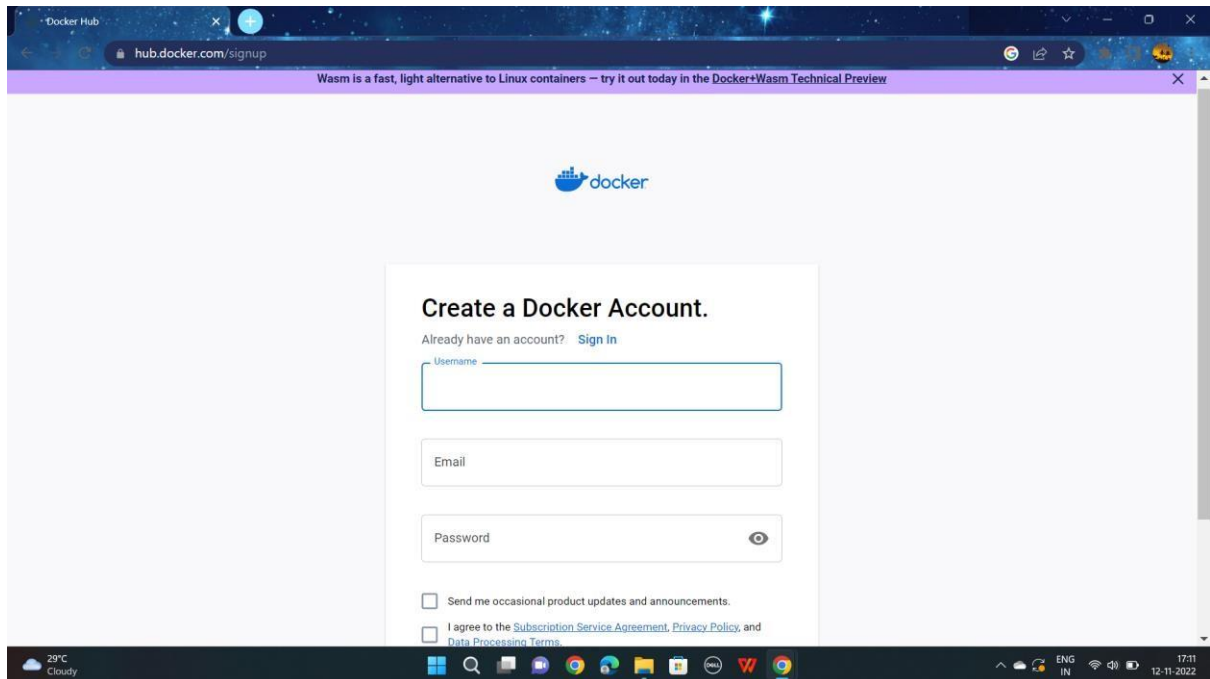 Docker Hub
hub.docker.com/signup
Wasm is a fast, light alternative to Linux containers — try it out today in the Docker+Wasm Technical Preview
docker
Create a Docker Account.
Already have an account? Sign In
Username
Email
Password
Send me occasional product updates and announcements.
I agree to the Subscription Service Agreement, Privacy Policy, and
Data Processing Terms.
29°C
Cloudy
DELL
ENG
IN
17:11
12-11-2022